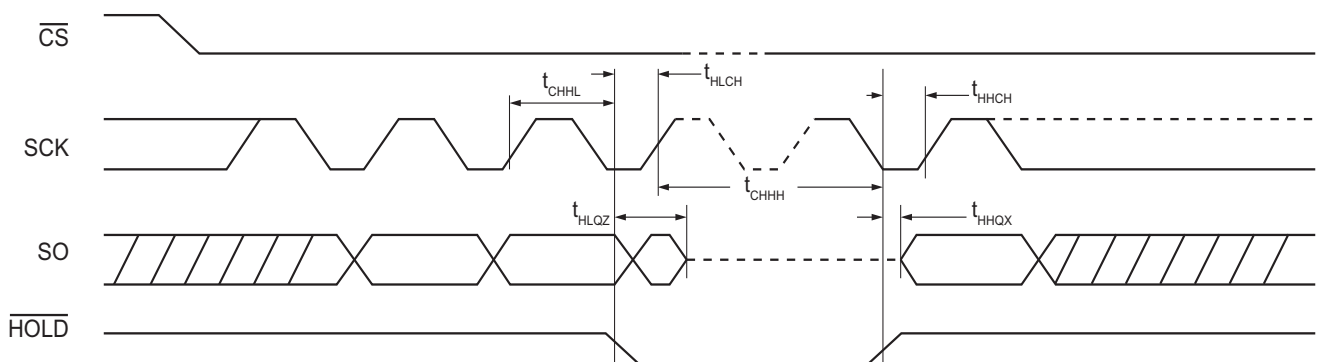 CS
tCHHL
tHLCH
tHHCH
SCK
tCHHH
tHLQZ
tHHQX
SO
HOLD